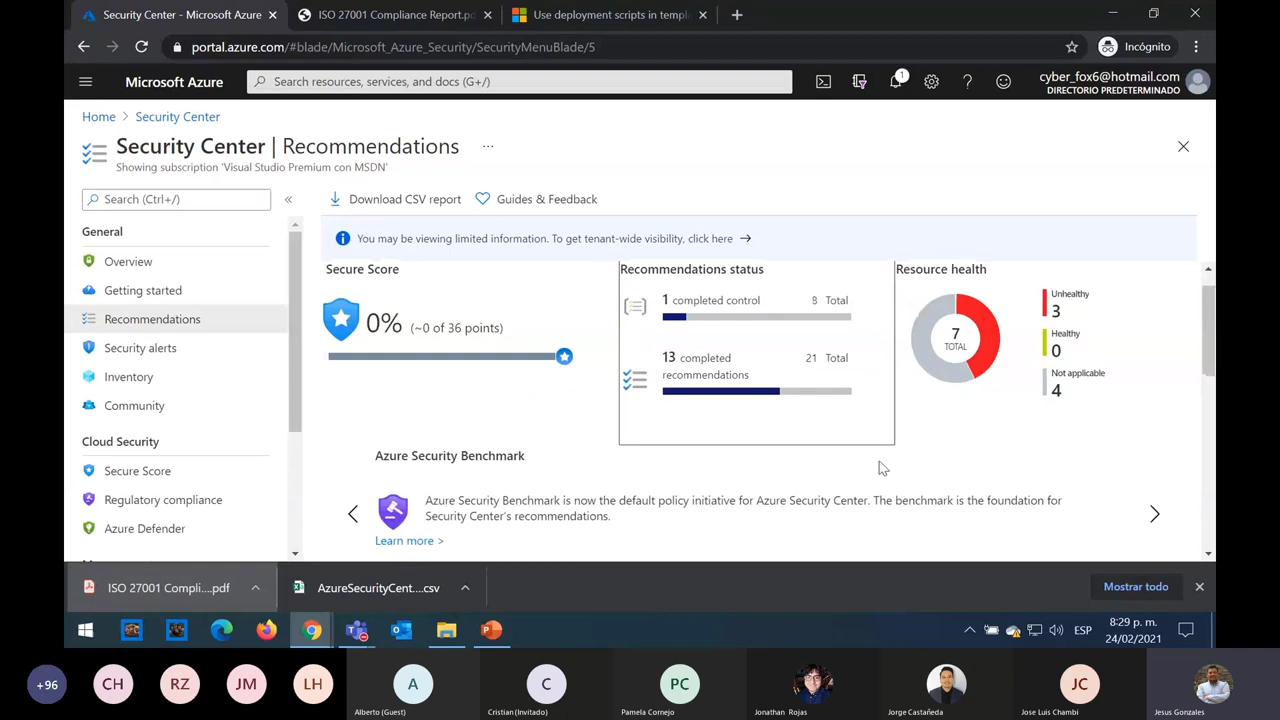 Security Center - Microsoft Azure
ISO 27001 Compliance Report.pd
Use deployment scripts in templ
portal.azure.com/#blade/Microsoft_Azure_Security/SecurityMenuBlade/5
Incógnito
Microsoft Azure
Search resources, services, and docs (G+/)
1
cyber_fox6@hotmail.com
DIRECTORIO PREDETERMINADO
Home > Security Center
Security Center | Recommendations ...
Showing subscription 'Visual Studio Premium con MSDN'
Search (Ctrl+/)
«
Download CSV report
Guides & Feedback
General
Overview
Getting started
Recommendations
Security alerts
Inventory
Community
Cloud Security
Secure Score
Regulatory compliance
Azure Defender
You may be viewing limited information. To get tenant-wide visibility, click here →
Secure Score
0% (~0 of 36 points)
Recommendations status
1 completed control 8 Total
13 completed recommendations 21 Total
Resource health
7
TOTAL
Unhealthy
3
Healthy
0
Not applicable
4
Azure Security Benchmark
Azure Security Benchmark is now the default policy initiative for Azure Security Center. The benchmark is the foundation for
Security Center's recommendations.
Learn more >
ISO 27001 Compli....pdf
AzureSecurityCent....csv
Mostrar todo
ESP
8:29 p. m.
24/02/2021
+96
CH
RZ
JM
LH
A
Alberto (Guest)
C
Cristian (Invitado)
PC
Pamela Cornejo
Jonathan Rojas
Jorge Castañeda
JC
Jose Luis Chambi
Jesus Gonzales